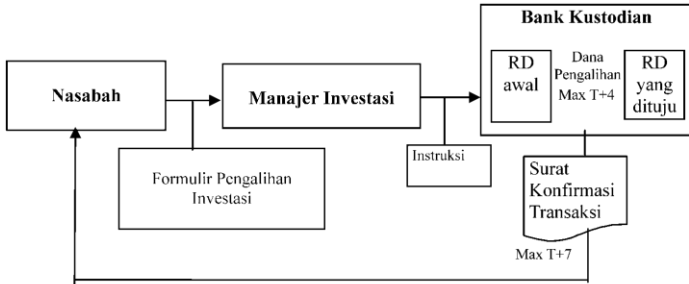 Bank Kustodian
RD
awal
Dana
Pengalihan
Max T+4
RD
yang
dituju
Nasabah
Manajer Investasi
Formulir Pengalihan
Investasi
Instruksi
Surat
Konfirmasi
Transaksi
Max T+7